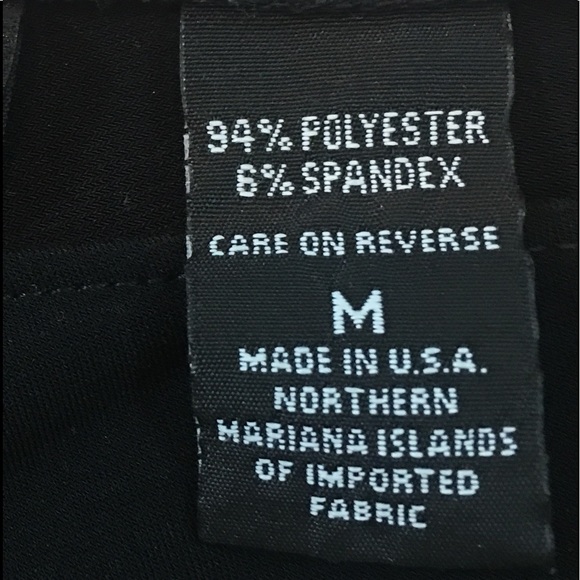 94% POLYESTER
6% SPANDEX
CARE ON REVERSE
M
MADE IN U.S.A.
NORTHERN
MARIANA ISLANDS
OF IMPORTED
FABRIC